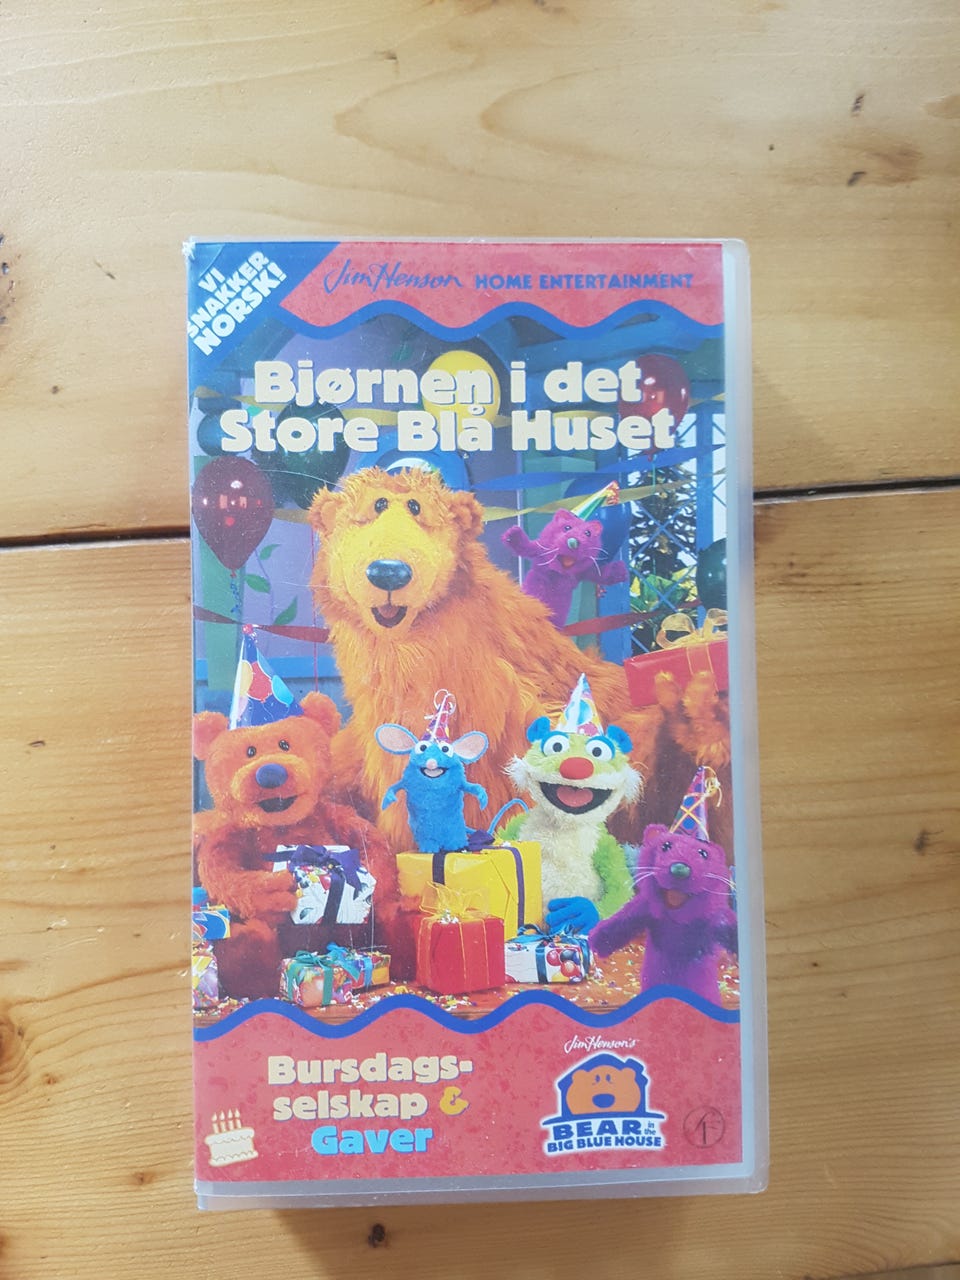 VI
SNAKKER
NORSK!
Jim Henson HOME ENTERTAINMENT
Bjørnen i det
Store Blå Huset
Bursdags-
selskap &
Gaver
Jim Henson's
BEAR in the
BIG BLUE HOUSE